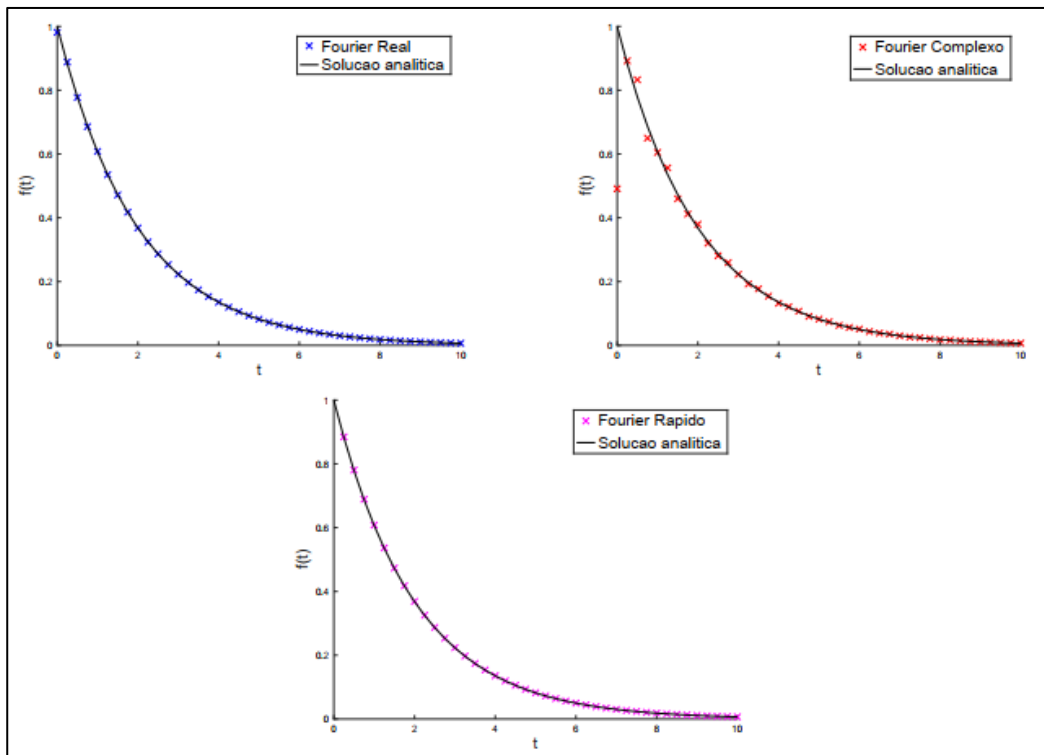 Fourier Real
Solucao analitica
f(t)
1
0.8
0.6
0.4
0.2
0
0 2 4 6 8 10
t
Fourier Complexo
Solucao analitica
f(t)
1
0.8
0.6
0.4
0.2
0
0 2 4 6 8 10
t
Fourier Rapido
Solucao analitica
f(t)
1
0.8
0.6
0.4
0.2
0
0 2 4 6 8 10
t